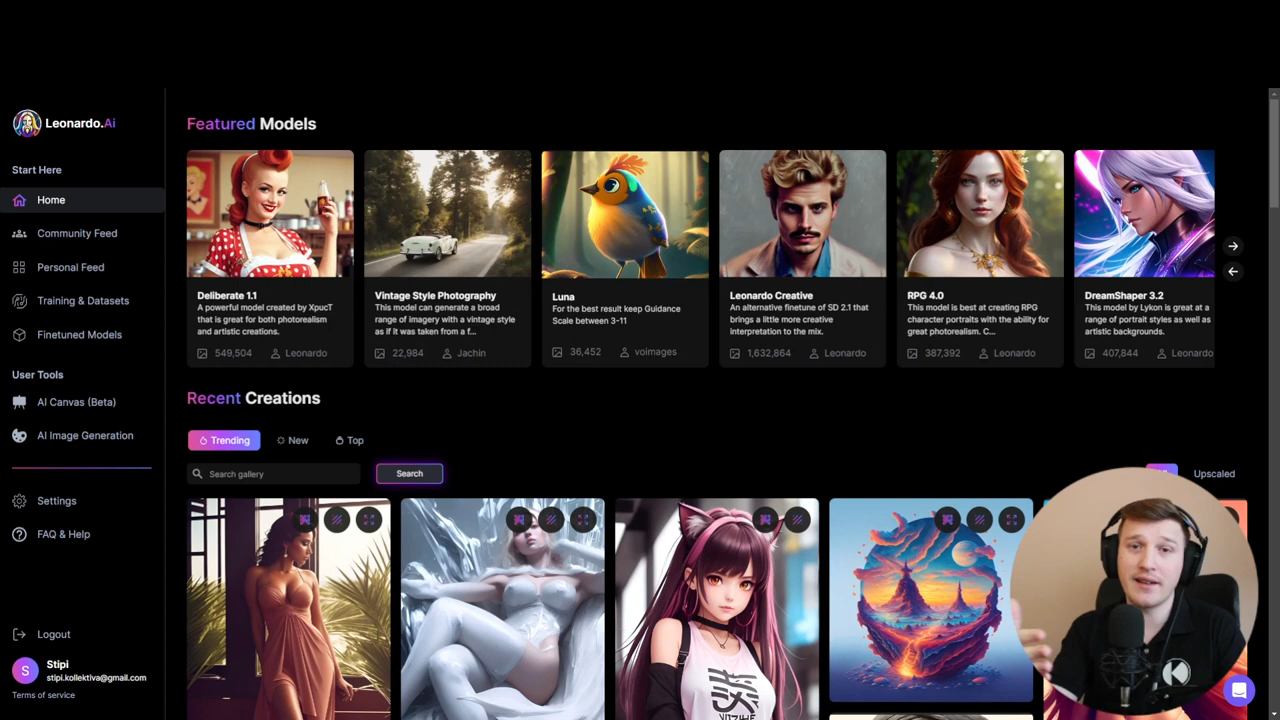 Leonardo.Ai
Start Here
Home
Community Feed
Personal Feed
Training & Datasets
Finetuned Models
User Tools
AI Canvas (Beta)
AI Image Generation
Settings
FAQ & Help
Logout
S
Stipi
stipi.kollektiva@gmail.com
Terms of service
Featured Models
Deliberate 1.1
A powerful model created by XpucT
that is great for both photorealism
and artistic creations.
549,504 Leonardo
Vintage Style Photography
This model can generate a broad
range of imagery with a vintage style
as if it was taken from a f...
22,984 Jachin
Luna
For the best result keep Guidance
Scale between 3-11
36,452 voimages
Leonardo Creative
An alternative finetune of SD 2.1 that
brings a little more creative
interpretation to the mix.
1,632,864 Leonardo
RPG 4.0
This model is best at creating RPG
character portraits with the ability for
great photorealism. C...
387,392 Leonardo
DreamShaper 3.2
This model by Lykon is great at a
range of portrait styles as well as
artistic backgrounds.
407,844 Leonardo
Recent Creations
Trending New Top
Search gallery Search
Upscaled
K